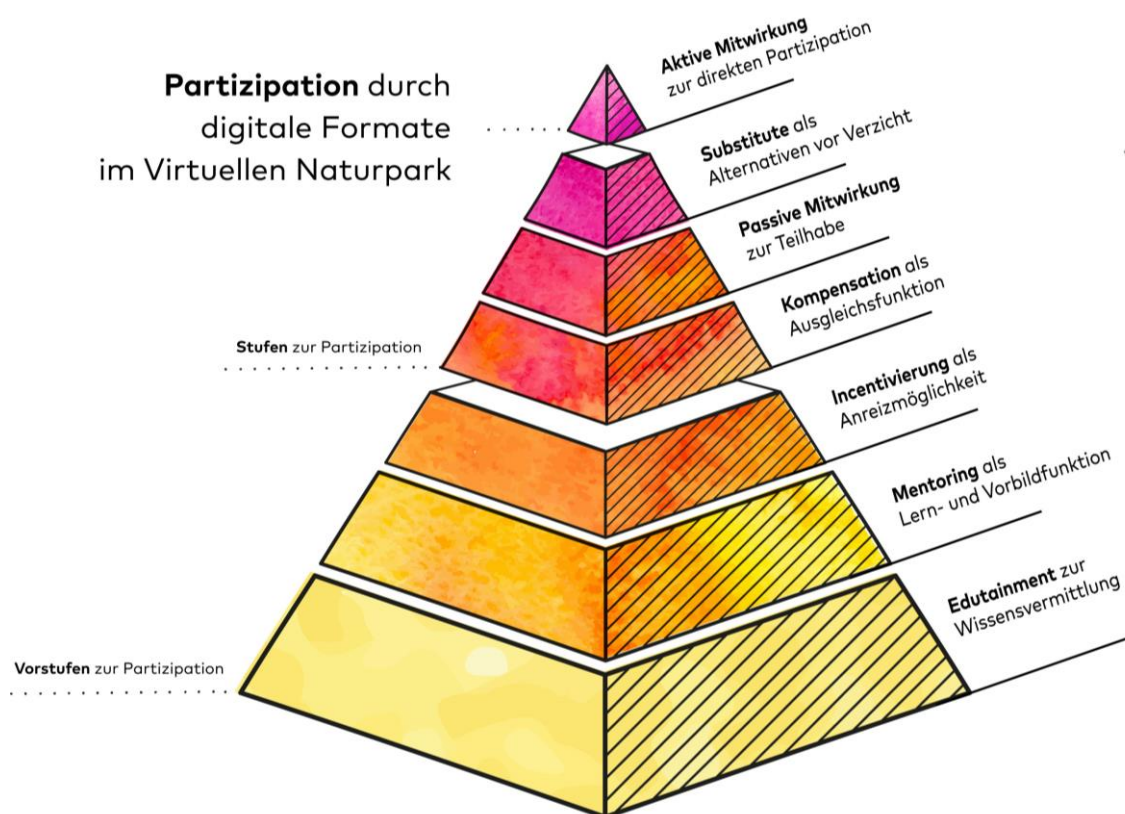 Partizipation durch
digitale Formate
im Virtuellen Naturpark
Aktive Mitwirkung
zur direkten Partizipation
Substitute als
Alternativen vor Verzicht
Passive Mitwirkung
zur Teilhabe
Kompensation als
Ausgleichsfunktion
Stufen zur Partizipation
Incentivierung als
Anreizmöglichkeit
Mentoring als
Lern- und Vorbildfunktion
Edutainment zur
Wissensvermittlung
Vorstufen zur Partizipation